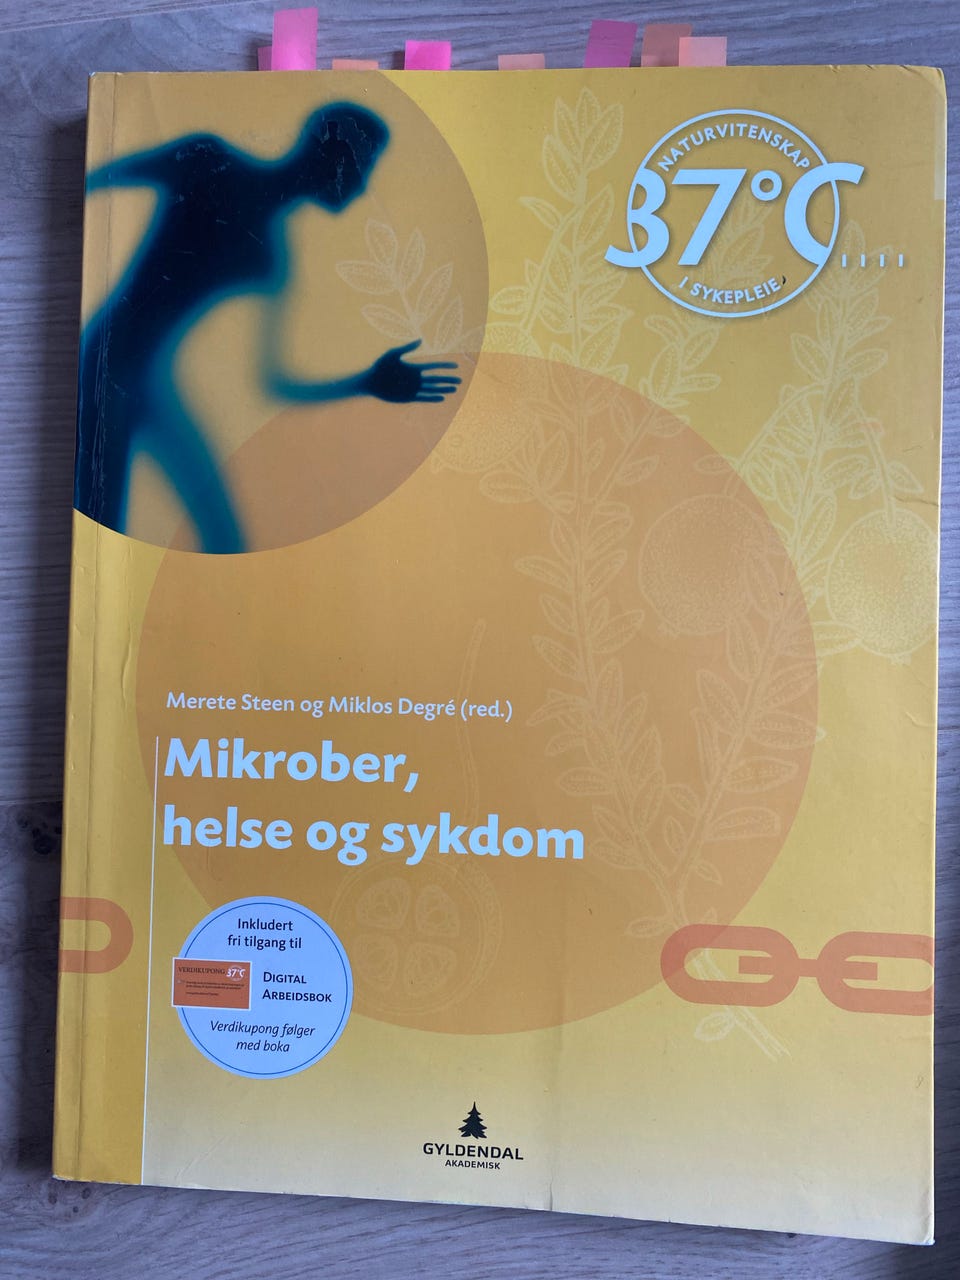 NATURVITENSKAP
37°C
I SYKEPLEIE
Merete Steen og Miklos Degré (red.)
Mikrober,
helse og sykdom
Inkludert
fri tilgang til
VERDIKUPONG 37°C
DIGITAL
ARBEIDSBOK
Verdikupong følger
med boka
GYLDENDAL
AKADEMISK